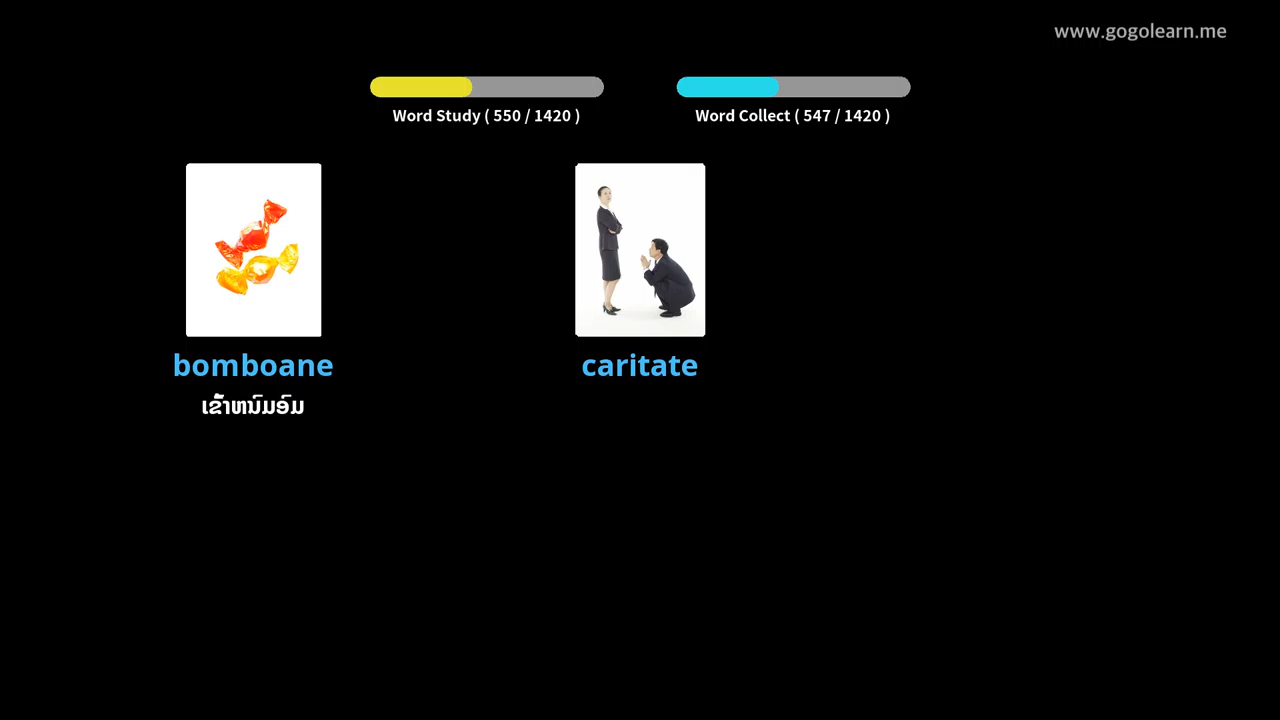 www.gogolearn.me
Word Study ( 550 / 1420 )
Word Collect ( 547 / 1420 )
bomboane
ເຂົ້າຫນົມອົມ
caritate